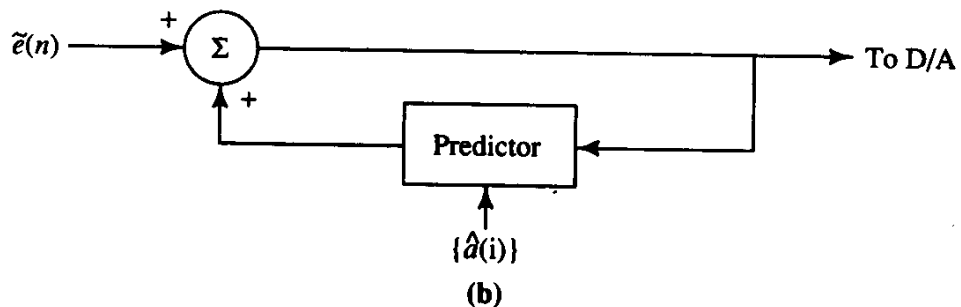 +
ẽ(n)
Σ
To D/A
+
Predictor
{â(i)}
(b)